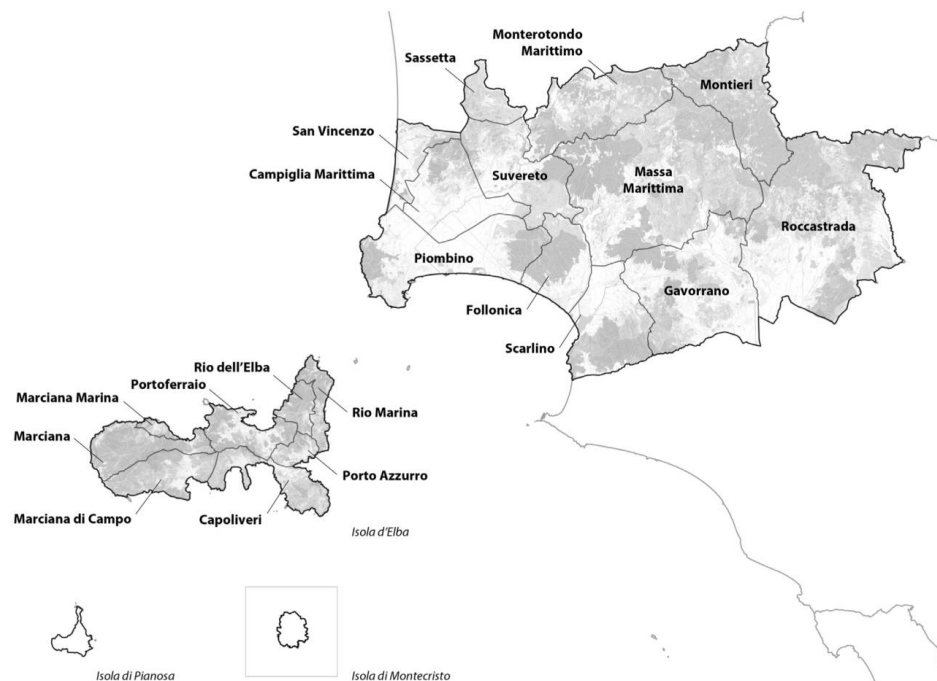 Monterotondo
Marittimo
Sassetta
Montieri
San Vincenzo
Campiglia Marittima
Suvereto
Massa
Marittima
Roccastrada
Piombino
Gavorrano
Follonica
Scarlino
Rio dell'Elba
Portoferraio
Marciana Marina
Rio Marina
Marciana
Porto Azzurro
Marciana di Campo
Capoliveri
Isola d'Elba
Isola di Pianosa
Isola di Montecristo